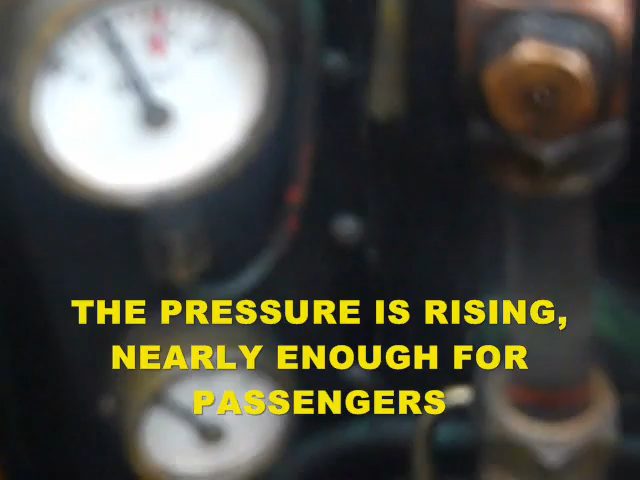 THE PRESSURE IS RISING,
NEARLY ENOUGH FOR
PASSENGERS